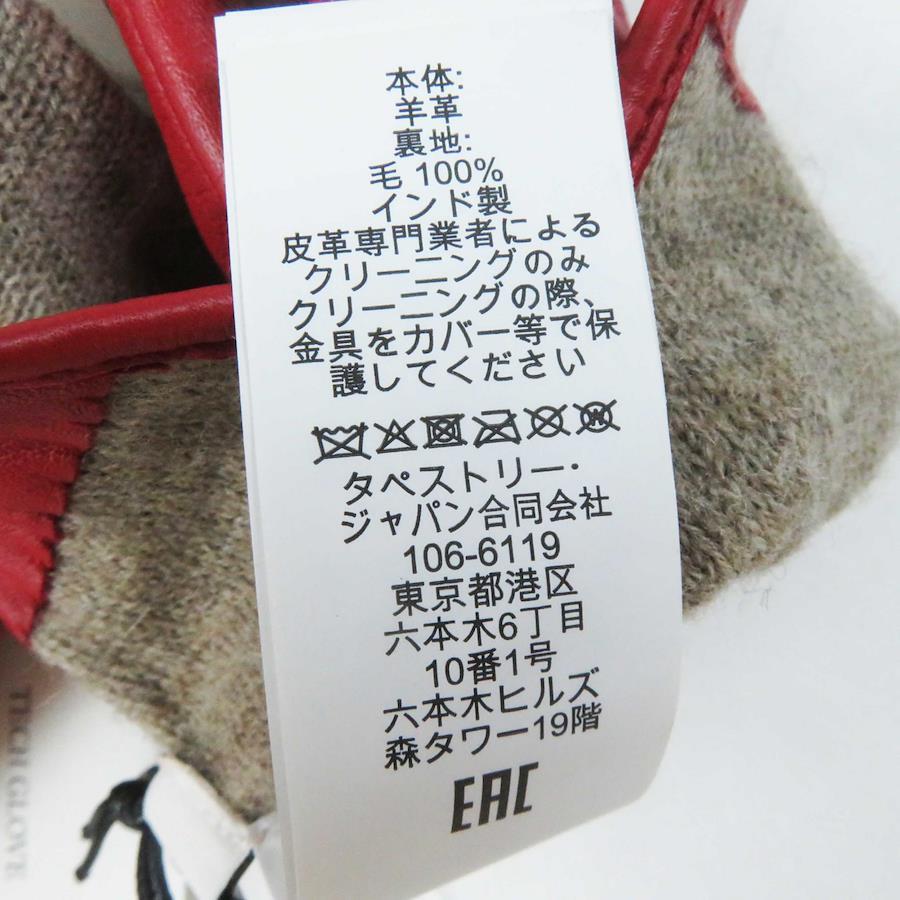 本体:
羊革
裏地:
毛 100%
インド製
皮革専門業者による
クリーニングのみ
クリーニングの際、
金具をカバー等で保
護してください
タペストリー・
ジャパン合同会社
106-6119
東京都港区
六本木6丁目
10番1号
六本木ヒルズ
森タワー19階
EAC
TECH GLOVE